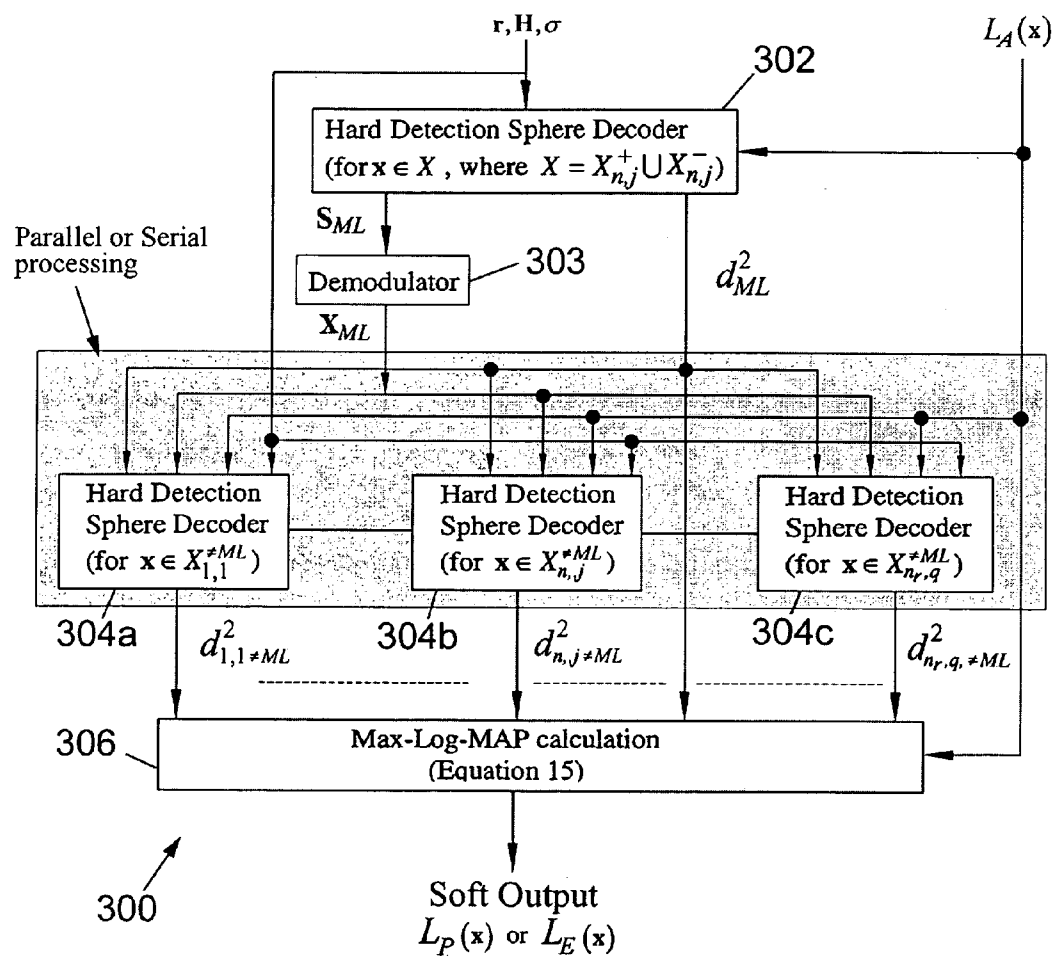 r, H, σ
L_A(x)
302
Hard Detection Sphere Decoder
(for x ∈ X , where X = X⁺_{n,j} ⋃ X⁻_{n,j})
S_ML
Parallel or Serial
processing
303
Demodulator
d²_ML
X_ML
Hard Detection
Sphere Decoder
(for x ∈ X^{≠ML}_{1,1})
Hard Detection
Sphere Decoder
(for x ∈ X^{≠ML}_{n,j})
Hard Detection
Sphere Decoder
(for x ∈ X^{≠ML}_{n_r,q})
304a
304b
304c
d²_{1,1≠ML}
d²_{n,j≠ML}
d²_{n_r,q,≠ML}
306
Max-Log-MAP calculation
(Equation 15)
300
Soft Output
L_P(x) or L_E(x)